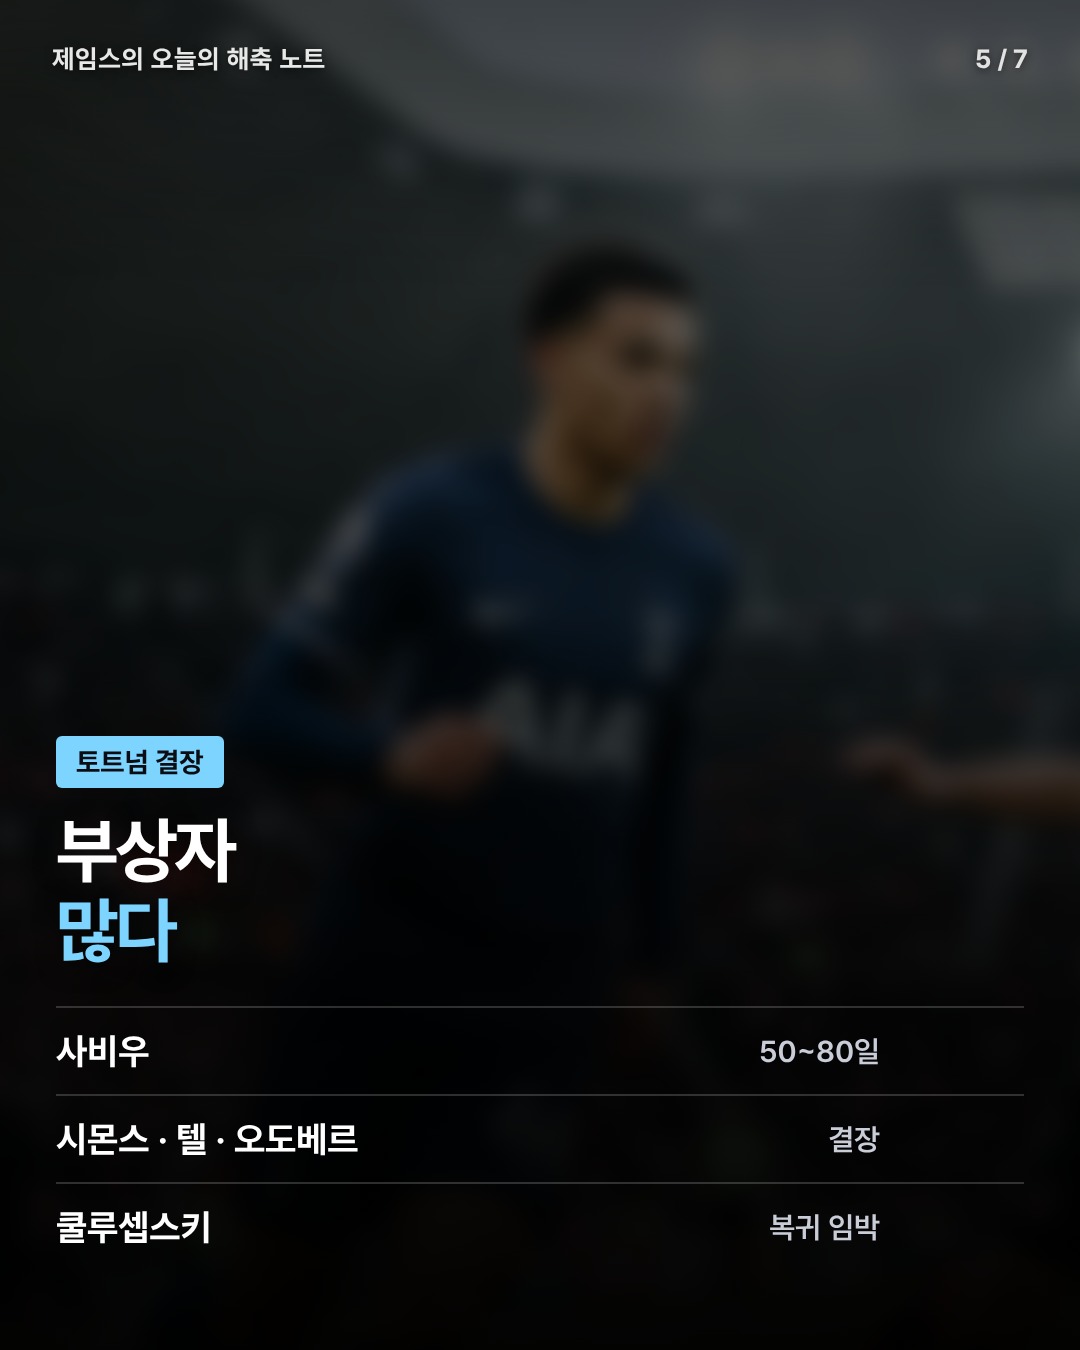 제임스의 오늘의 해축 노트
5 / 7
AIA
토트넘 결장
부상자
많다
사비우 50~80일
시몬스 · 텔 · 오도베르 결장
쿨루셉스키 복귀 임박